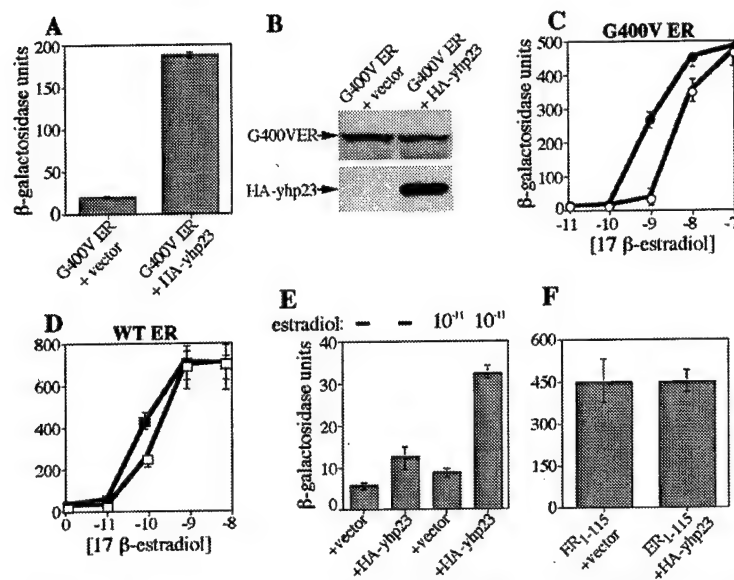 A
β-galactosidase units
200
150
100
50
0
G400V ER
+ vector
G400V ER
+ HA-yhp23
B
G400V ER
+ vector
G400V ER
+ HA-yhp23
G400VER
HA-yhp23
C
G400V ER
β-galactosidase units
500
400
300
200
100
0
-11 -10 -9 -8 -7
[17 β-estradiol]
D
WT ER
800
600
400
200
0
0 -11 -10 -9 -8
[17 β-estradiol]
E
estradiol: – – 10⁻¹¹ 10⁻¹¹
β-galactosidase units
40
30
20
10
0
+vector
+HA-yhp23
+vector
+HA-yhp23
F
600
450
300
150
0
ER1-115
+vector
ER1-115
+HA-yhp23